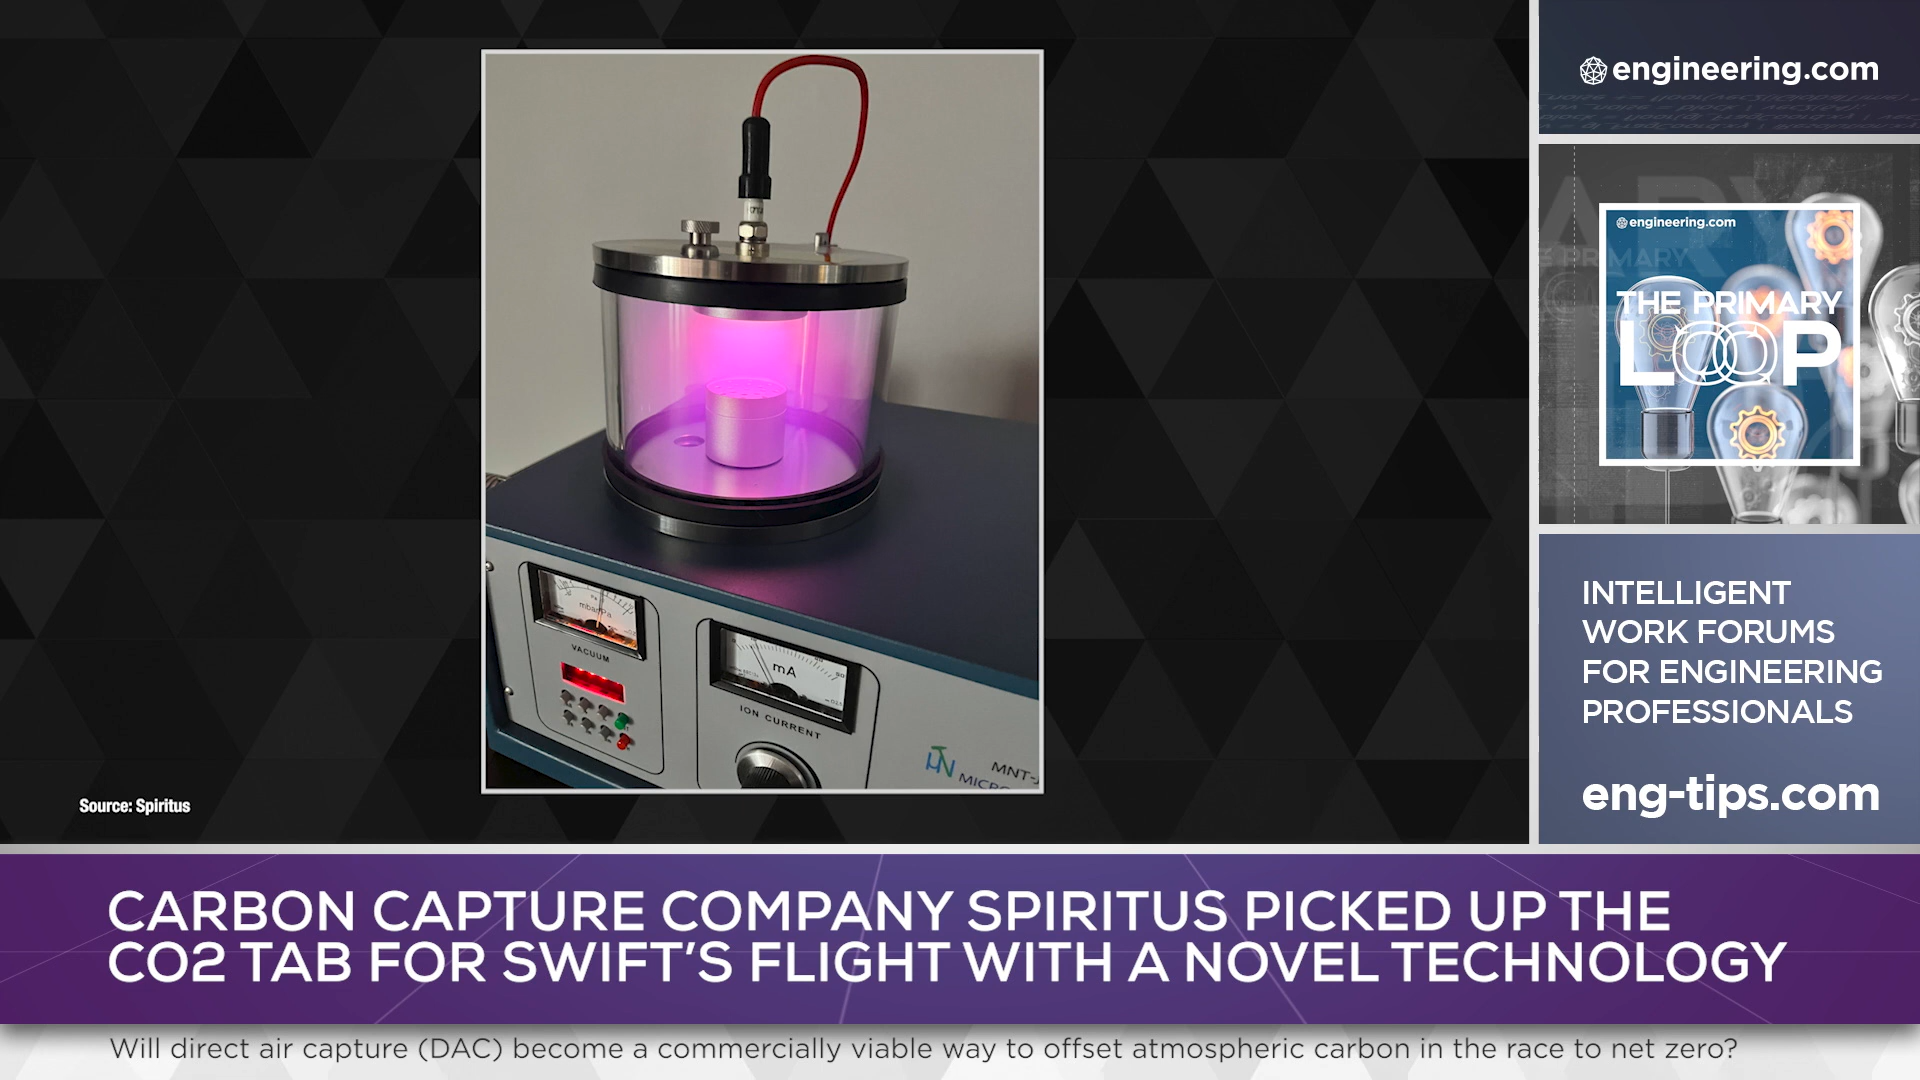 engineering.com
engineering.com
THE PRIMARY
LOOP
INTELLIGENT
WORK FORUMS
FOR ENGINEERING
PROFESSIONALS
eng-tips.com
mbar/Pa
VACUUM
mA
ION CURRENT
MNT-
Source: Spiritus
CARBON CAPTURE COMPANY SPIRITUS PICKED UP THE
CO2 TAB FOR SWIFT'S FLIGHT WITH A NOVEL TECHNOLOGY
Will direct air capture (DAC) become a commercially viable way to offset atmospheric carbon in the race to net zero?